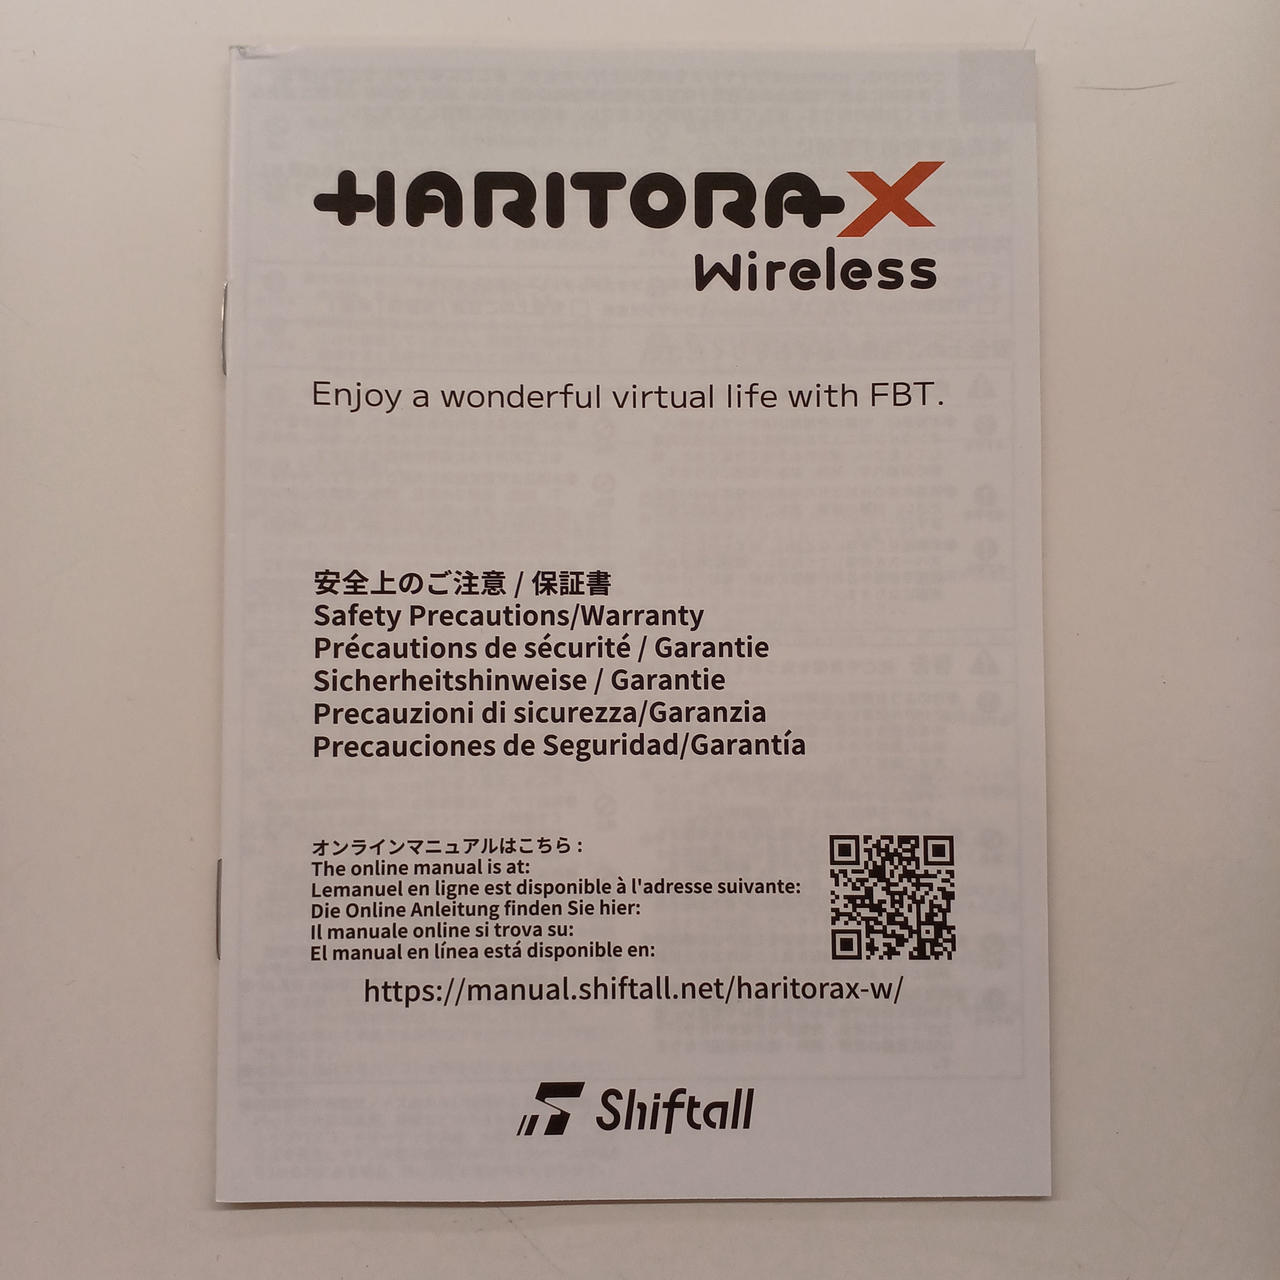 HARITORAX
Wireless
Enjoy a wonderful virtual life with FBT.
安全上のご注意 / 保証書
Safety Precautions/Warranty
Précautions de sécurité / Garantie
Sicherheitshinweise / Garantie
Precauzioni di sicurezza/Garanzia
Precauciones de Seguridad/Garantía
オンラインマニュアルはこちら :
The online manual is at:
Lemanuel en ligne est disponible à l'adresse suivante:
Die Online Anleitung finden Sie hier:
Il manuale online si trova su:
El manual en línea está disponible en:
https://manual.shiftall.net/haritorax-w/
Shiftall